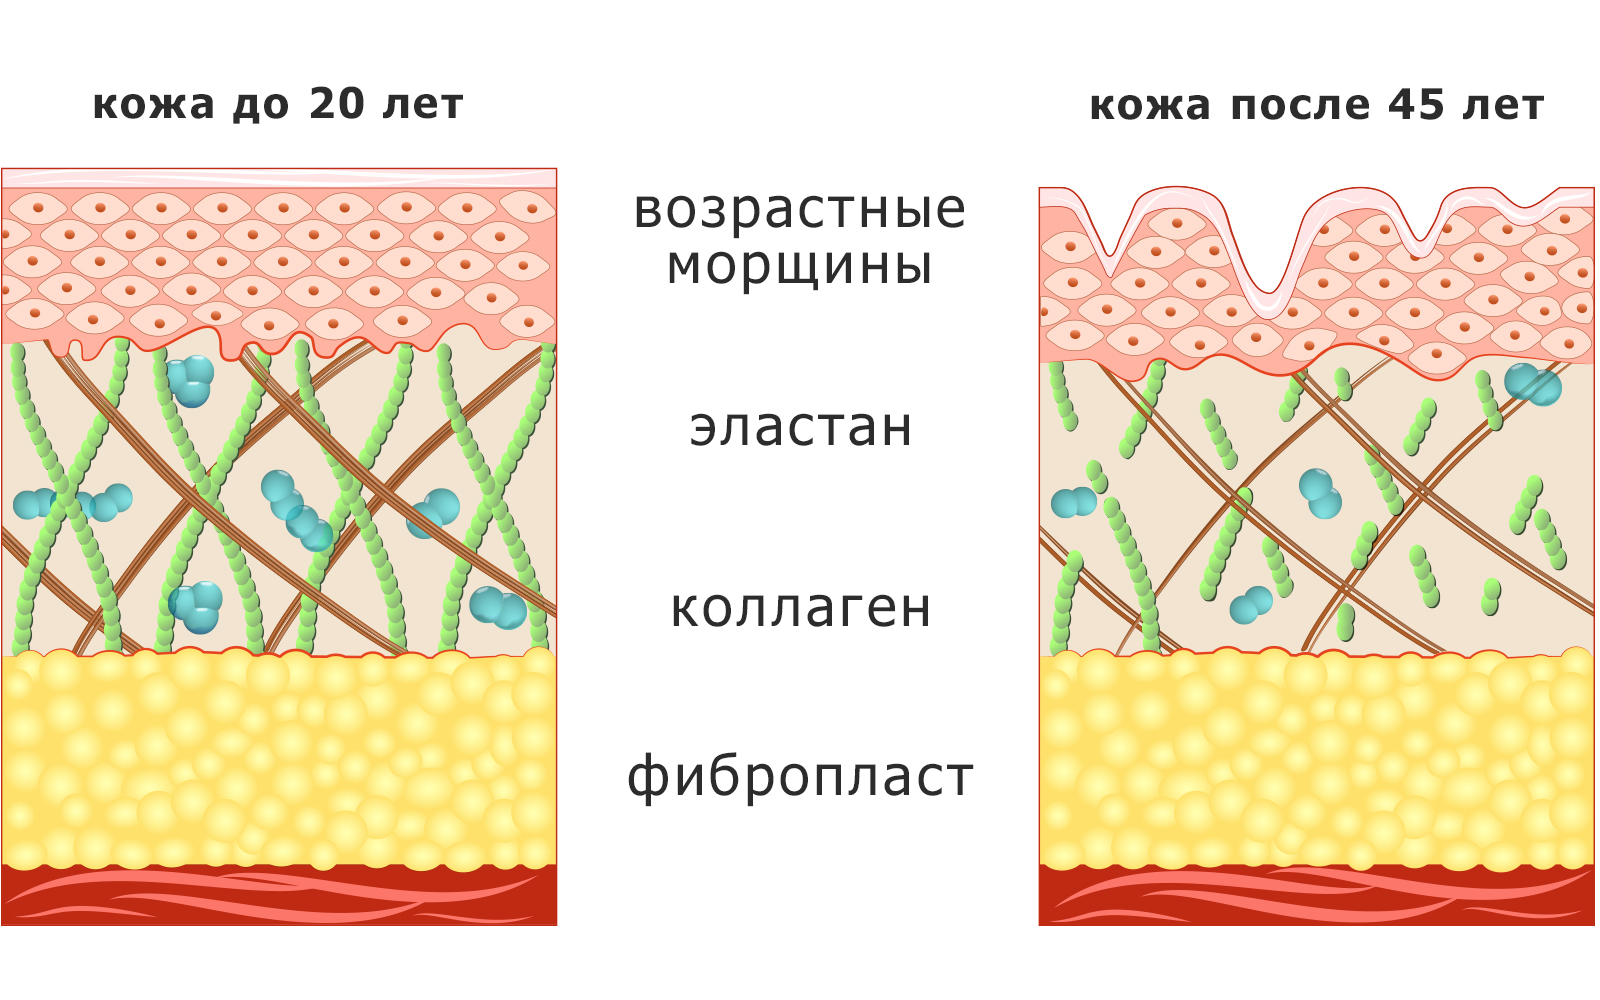 кожа до 20 лет
кожа после 45 лет
возрастные
морщины
эластан
коллаген
фибропласт